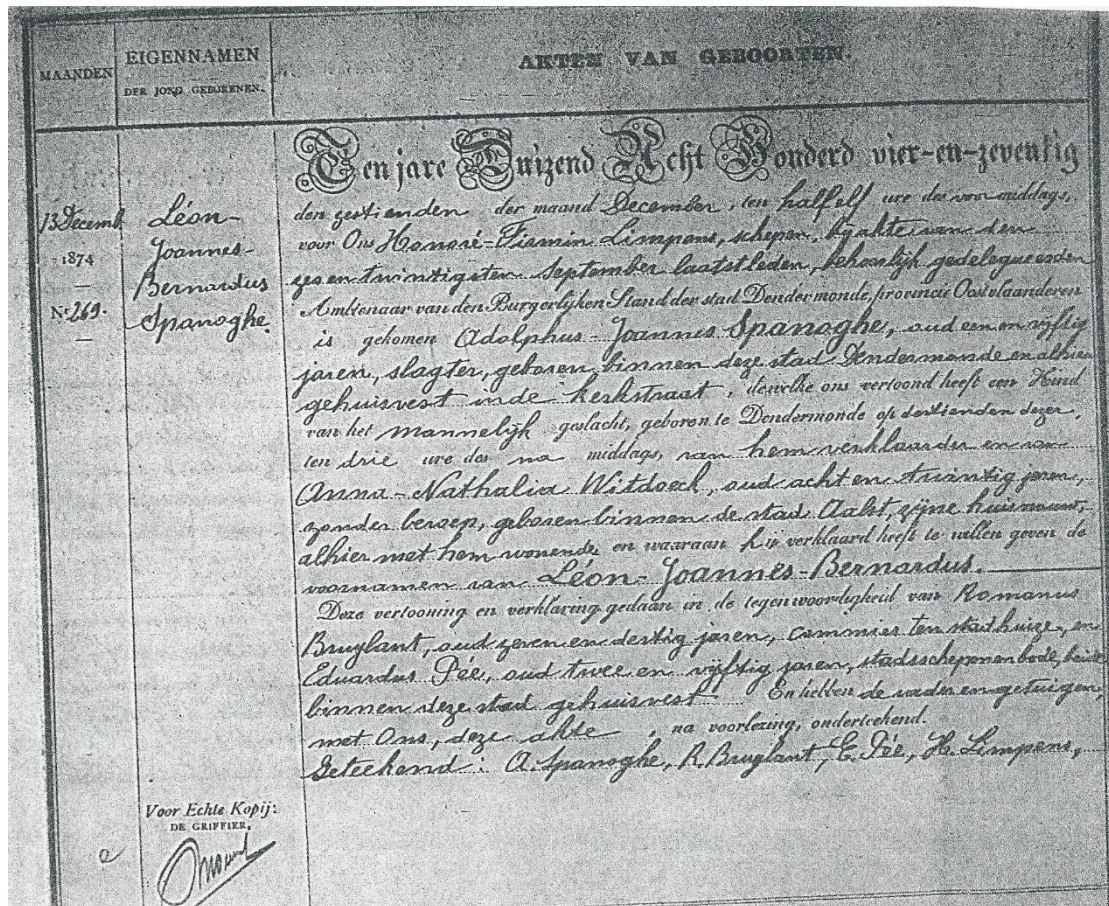 MAANDEN
EIGENNAMEN
DER JONG GEBORENEN.
AKTEN VAN GEBOORTEN.
13 Decemb.
1874
—
Nr 269.
—
Léon-
Joannes-
Bernardus
Spanoghe.
Ten jare Duizend Acht Honderd vier-en-zeventig
den zestienden der maand December, ten half elf ure des voormiddags,
voor Ons Honoré-Firmin Limpens, schepen, by akte van den
zes en twintigsten September laatstleden, behoorlijk gedelegueerden
Ambtenaar van den Burgerlijken Stand der stad Dendermonde, provincie Oostvlaanderen
is gekomen Adolphus-Joannes Spanoghe, oud een en vijftig
jaren, slagter, geboren binnen deze stad Dendermonde en alhier
gehuisvest in de Kerkstraat, dewelke ons vertoond heeft een Kind
van het mannelijk geslacht, geboren te Dendermonde op dertienden dezer,
ten drie ure des na middags, van hem verklaarder en van
Anna-Nathalia Witdoeck, oud acht en twintig jaren,
zonder beroep, geboren binnen de stad Aalst, zijne huisvrouw,
alhier met hem wonende en waaraan hy verklaard heeft te willen geven de
voornamen van Léon-Joannes-Bernardus.
Deze vertooning en verklaring gedaan in de tegenwoordigheid van Romanus
Bruylant, oud zeven en dertig jaren, commies ten stadhuize, en
Eduardus Pée, oud twee en vijftig jaren, stadsschepenenbode, beide
binnen deze stad gehuisvest. En hebben de vader en getuigen,
met Ons, deze akte, na voorlezing, onderteekend.
Geteekend: A. Spanoghe, R. Bruylant, E. Pée, H. Limpens,
Voor Echte Kopij:
DE GRIFFIER,